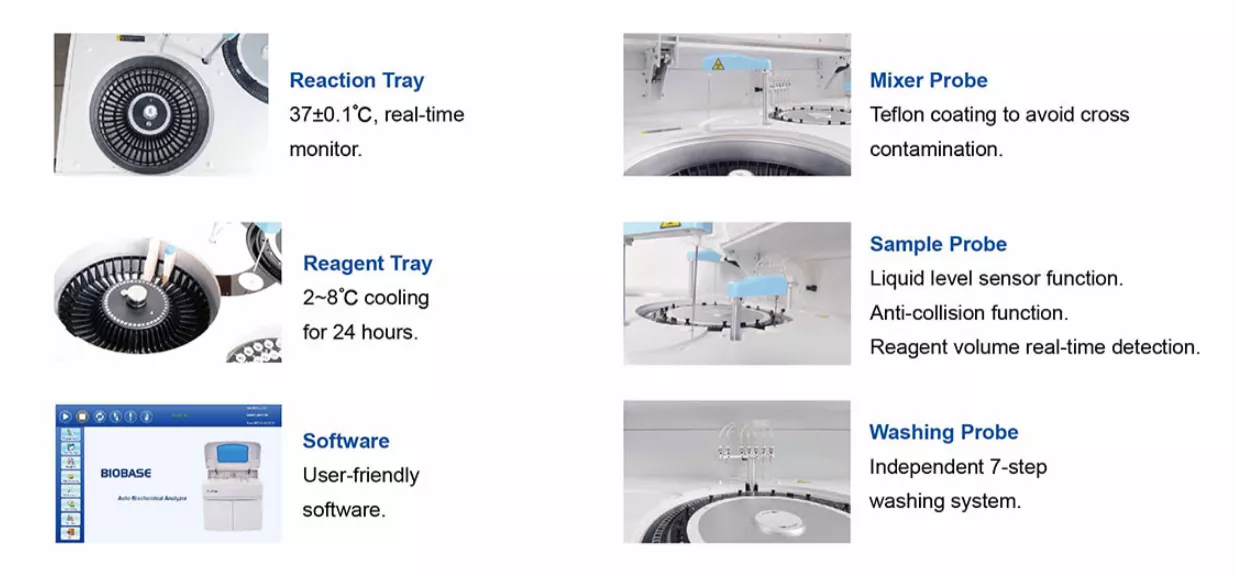 Reaction Tray
37±0.1℃, real-time
monitor.
Mixer Probe
Teflon coating to avoid cross
contamination.
Reagent Tray
2~8℃ cooling
for 24 hours.
Sample Probe
Liquid level sensor function.
Anti-collision function.
Reagent volume real-time detection.
BIOBASE
Auto Biochemical Analyzer
Software
User-friendly
software.
Washing Probe
Independent 7-step
washing system.